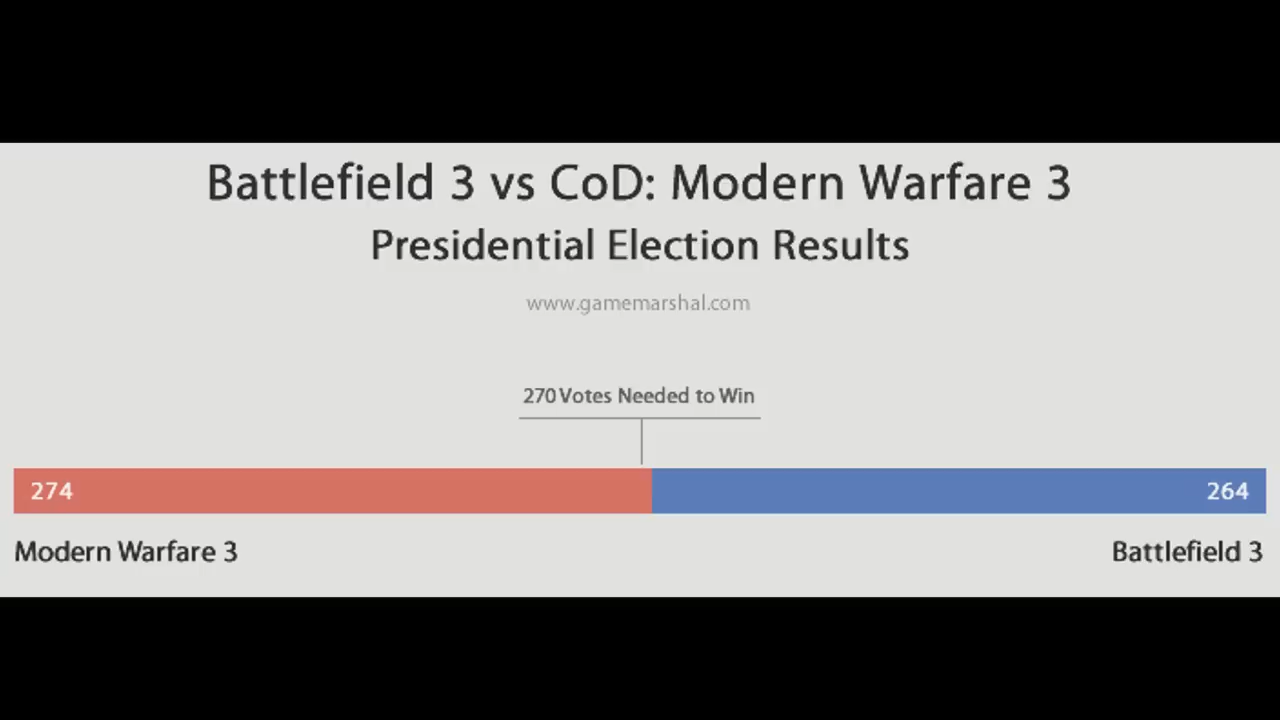 Battlefield 3 vs CoD: Modern Warfare 3
Presidential Election Results
www.gamemarshal.com
270 Votes Needed to Win
274
264
Modern Warfare 3
Battlefield 3